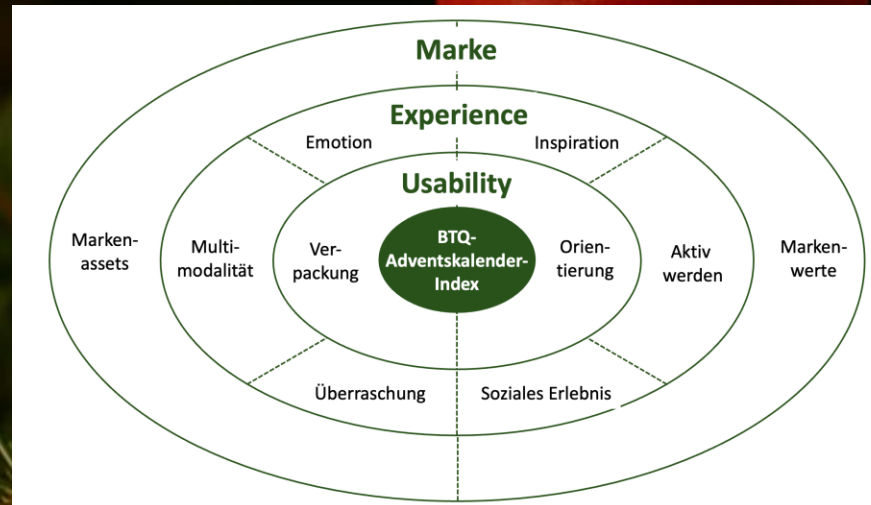 Marke
Experience
Emotion
Inspiration
Usability
Marken-
assets
Multi-
modalität
Ver-
packung
BTQ-
Adventskalender-
Index
Orien-
tierung
Aktiv
werden
Marken-
werte
Überraschung
Soziales Erlebnis